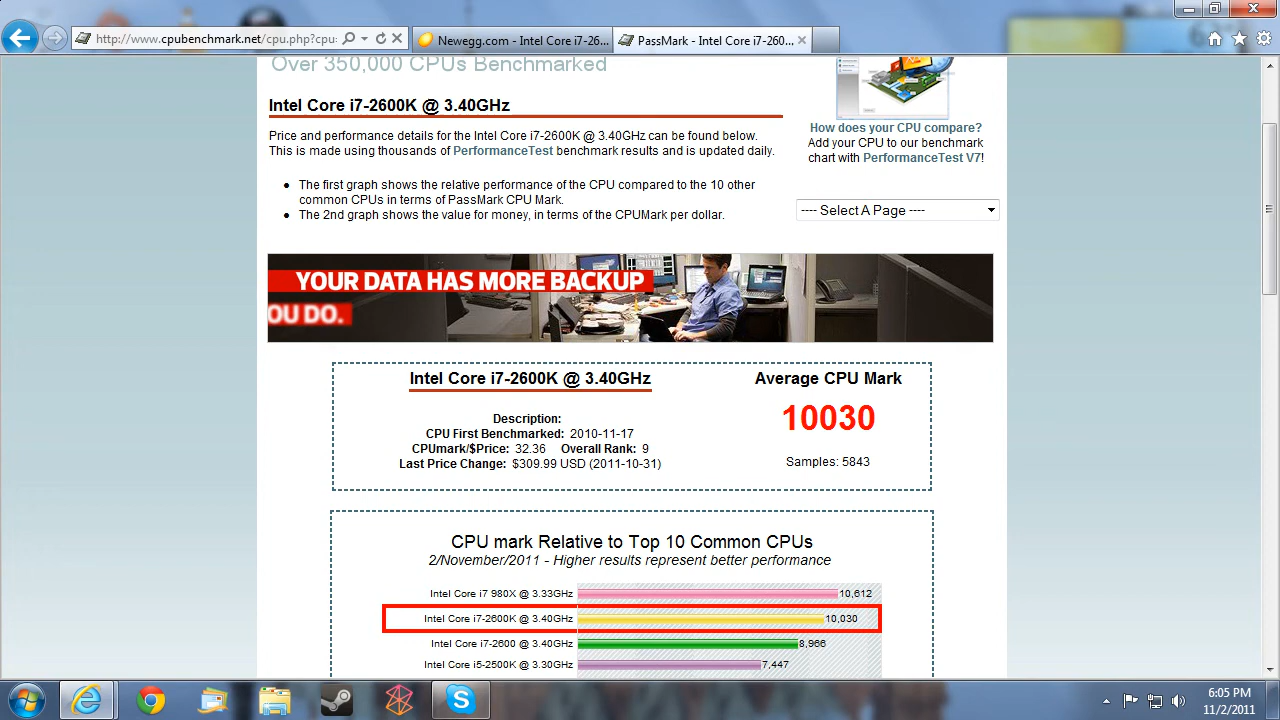 http://www.cpubenchmark.net/cpu.php?cpu=
Newegg.com - Intel Core i7-26...
PassMark - Intel Core i7-260...
Over 350,000 CPUs Benchmarked
Intel Core i7-2600K @ 3.40GHz
Price and performance details for the Intel Core i7-2600K @ 3.40GHz can be found below.
This is made using thousands of PerformanceTest benchmark results and is updated daily.
• The first graph shows the relative performance of the CPU compared to the 10 other
common CPUs in terms of PassMark CPU Mark.
• The 2nd graph shows the value for money, in terms of the CPUMark per dollar.
How does your CPU compare?
Add your CPU to our benchmark
chart with PerformanceTest V7!
---- Select A Page ----
YOUR DATA HAS MORE BACKUP
YOU DO.
Intel Core i7-2600K @ 3.40GHz
Description:
CPU First Benchmarked: 2010-11-17
CPUmark/$Price: 32.36 Overall Rank: 9
Last Price Change: $309.99 USD (2011-10-31)
Average CPU Mark
10030
Samples: 5843
CPU mark Relative to Top 10 Common CPUs
2/November/2011 - Higher results represent better performance
Intel Core i7 980X @ 3.33GHz 10,612
Intel Core i7-2600K @ 3.40GHz 10,030
Intel Core i7-2600 @ 3.40GHz 8,966
Intel Core i5-2500K @ 3.30GHz 7,447
6:05 PM
11/2/2011